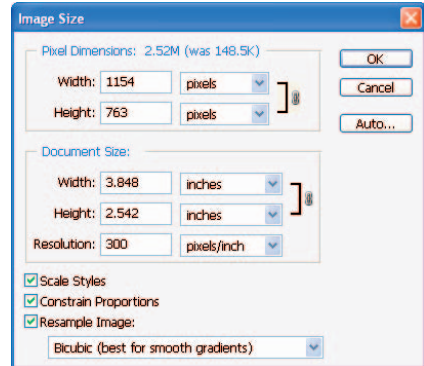 Image Size
Pixel Dimensions: 2.52M (was 148.5K)
Width: 1154 pixels
Height: 763 pixels
OK
Cancel
Auto...
Document Size:
Width: 3.848 inches
Height: 2.542 inches
Resolution: 300 pixels/inch
Scale Styles
Constrain Proportions
Resample Image:
Bicubic (best for smooth gradients)